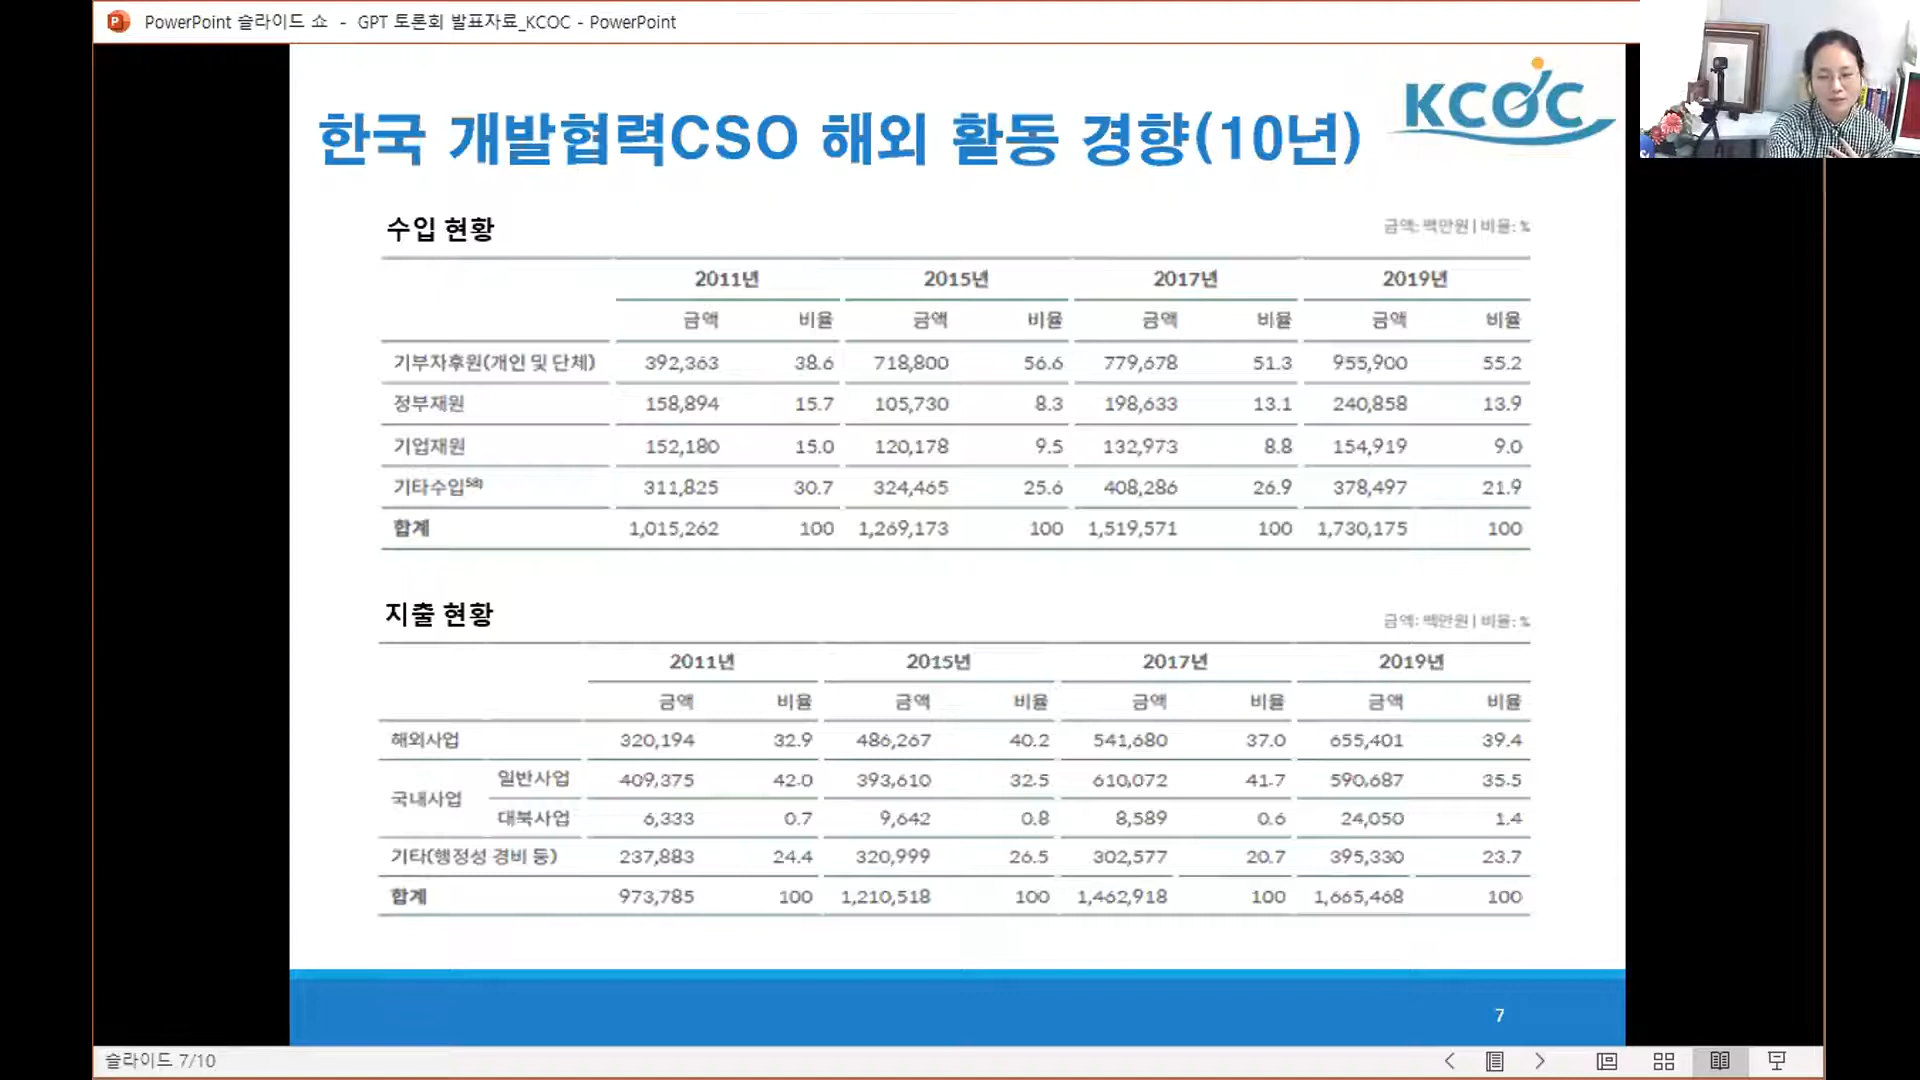 PowerPoint 슬라이드 쇼 - GPT 토론회 발표자료_KCOC - PowerPoint
한국 개발협력CSO 해외 활동 경향(10년)
KCOC
수입 현황
금액: 백만원 | 비율: %
2011년 2015년 2017년 2019년
금액 비율 금액 비율 금액 비율 금액 비율
기부자후원(개인 및 단체) 392,363 38.6 718,800 56.6 779,678 51.3 955,900 55.2
정부재원 158,894 15.7 105,730 8.3 198,633 13.1 240,858 13.9
기업재원 152,180 15.0 120,178 9.5 132,973 8.8 154,919 9.0
기타수입58) 311,825 30.7 324,465 25.6 408,286 26.9 378,497 21.9
합계 1,015,262 100 1,269,173 100 1,519,571 100 1,730,175 100
지출 현황
금액: 백만원 | 비율: %
2011년 2015년 2017년 2019년
금액 비율 금액 비율 금액 비율 금액 비율
해외사업 320,194 32.9 486,267 40.2 541,680 37.0 655,401 39.4
국내사업 일반사업 409,375 42.0 393,610 32.5 610,072 41.7 590,687 35.5
대북사업 6,333 0.7 9,642 0.8 8,589 0.6 24,050 1.4
기타(행정성 경비 등) 237,883 24.4 320,999 26.5 302,577 20.7 395,330 23.7
합계 973,785 100 1,210,518 100 1,462,918 100 1,665,468 100
7
슬라이드 7/10